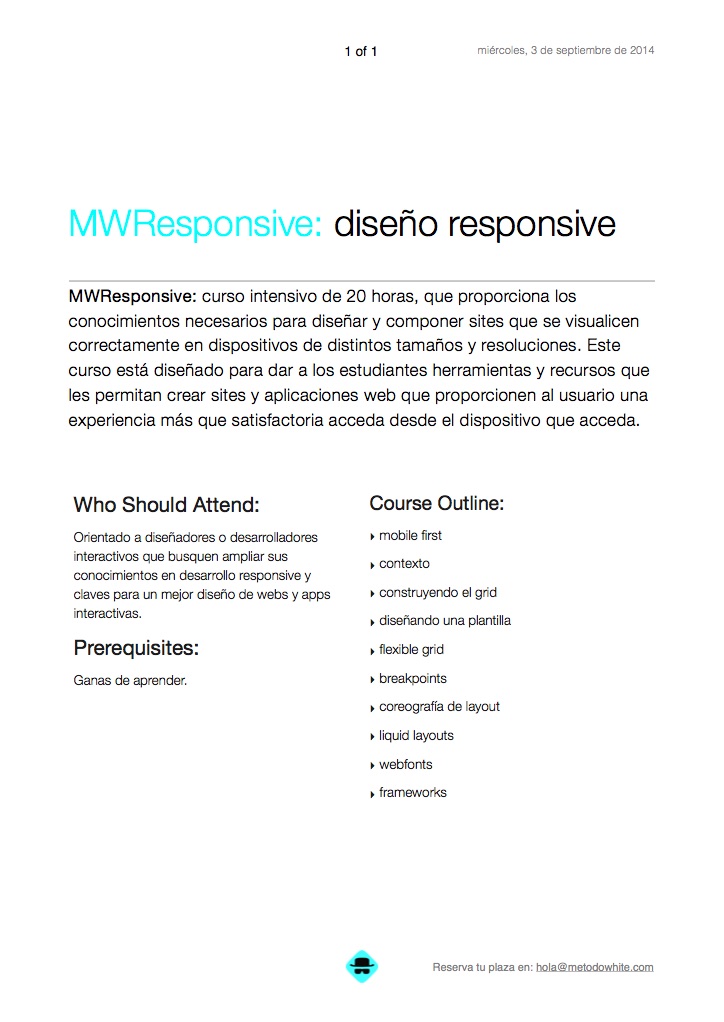 1 of 1
miércoles, 3 de septiembre de 2014
MWResponsive: diseño responsive
MWResponsive: curso intensivo de 20 horas, que proporciona los
conocimientos necesarios para diseñar y componer sites que se visualicen
correctamente en dispositivos de distintos tamaños y resoluciones. Este
curso está diseñado para dar a los estudiantes herramientas y recursos que
les permitan crear sites y aplicaciones web que proporcionen al usuario una
experiencia más que satisfactoria acceda desde el dispositivo que acceda.
Who Should Attend:
Orientado a diseñadores o desarrolladores
interactivos que busquen ampliar sus
conocimientos en desarrollo responsive y
claves para un mejor diseño de webs y apps
interactivas.
Prerequisites:
Ganas de aprender.
Course Outline:
‣ mobile first
‣ contexto
‣ construyendo el grid
‣ diseñando una plantilla
‣ flexible grid
‣ breakpoints
‣ coreografía de layout
‣ liquid layouts
‣ webfonts
‣ frameworks
Reserva tu plaza en: hola@metodowhite.com